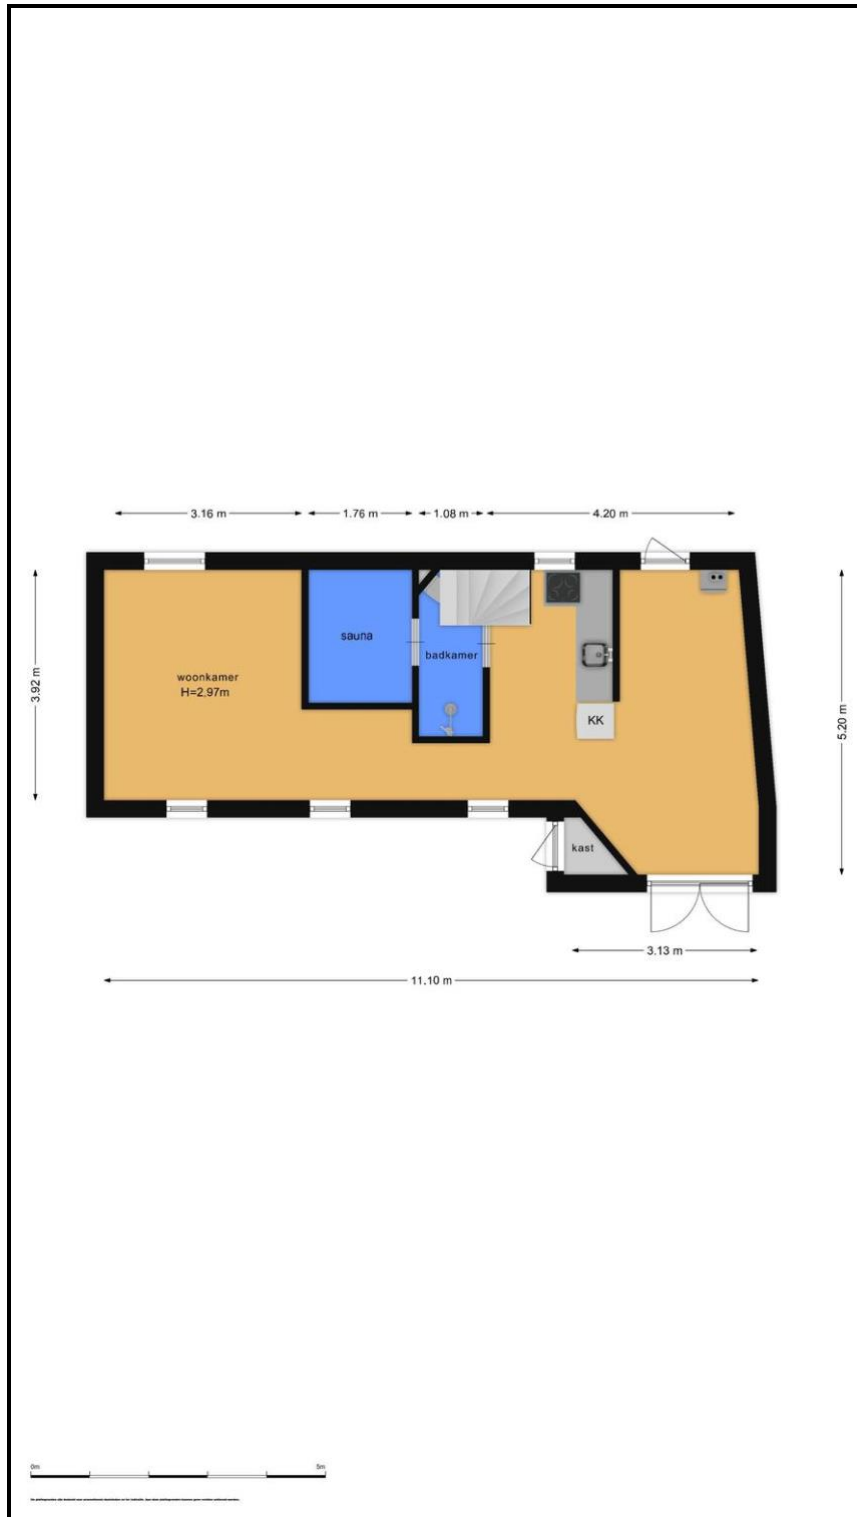 3.16 m
1.76 m
1.08 m
4.20 m
3.92 m
5.20 m
sauna
badkamer
woonkamer
H=2.97m
KK
kast
3.13 m
11.10 m
0m
5m